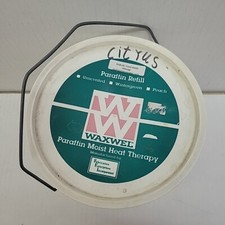 CiTrus
Paraffin Refill
Unscented Wintergreen Peach
WAXWEL
Paraffin Moist Heat Therapy